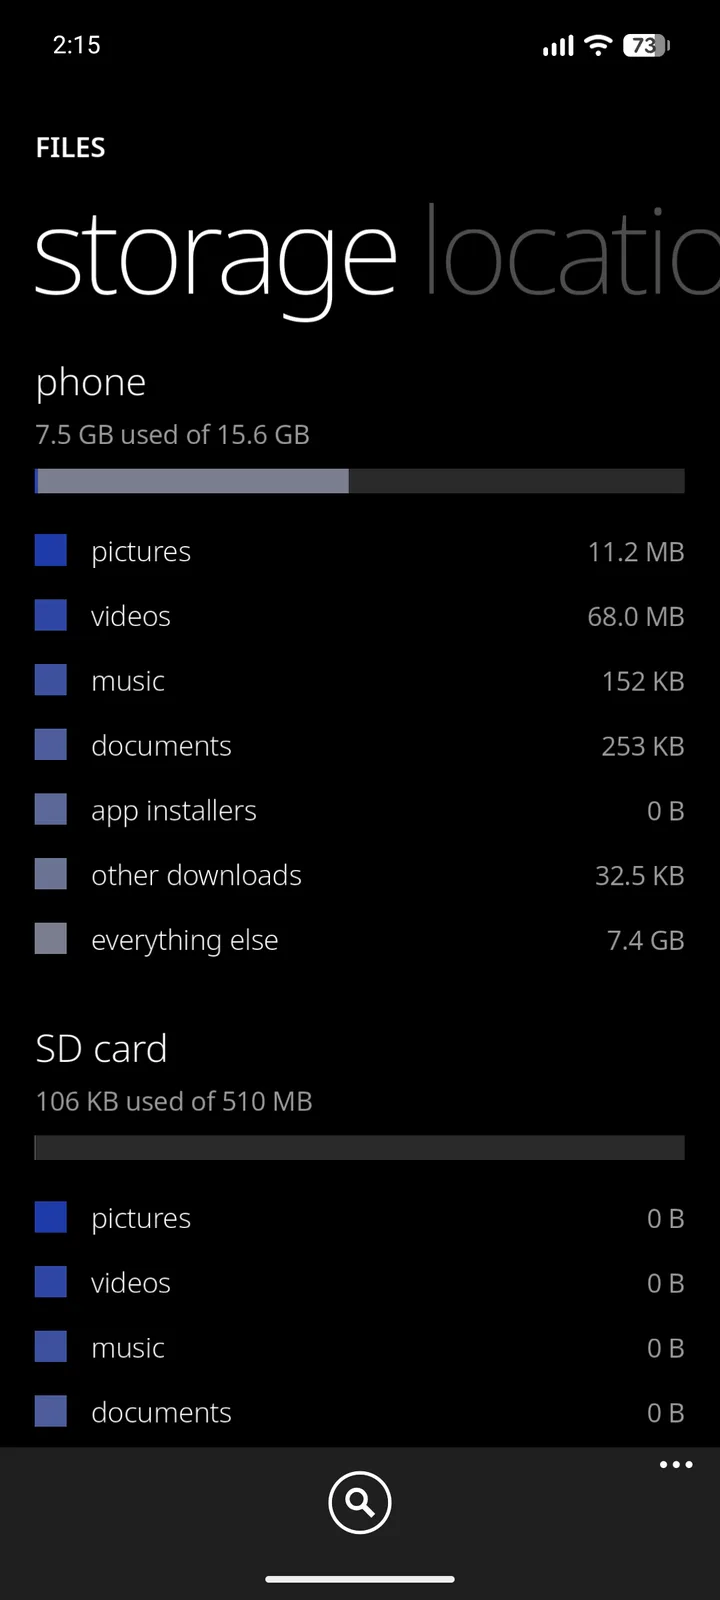 2:15 73
FILES
storage locatio
phone
7.5 GB used of 15.6 GB
pictures 11.2 MB
videos 68.0 MB
music 152 KB
documents 253 KB
app installers 0 B
other downloads 32.5 KB
everything else 7.4 GB
SD card
106 KB used of 510 MB
pictures 0 B
videos 0 B
music 0 B
documents 0 B